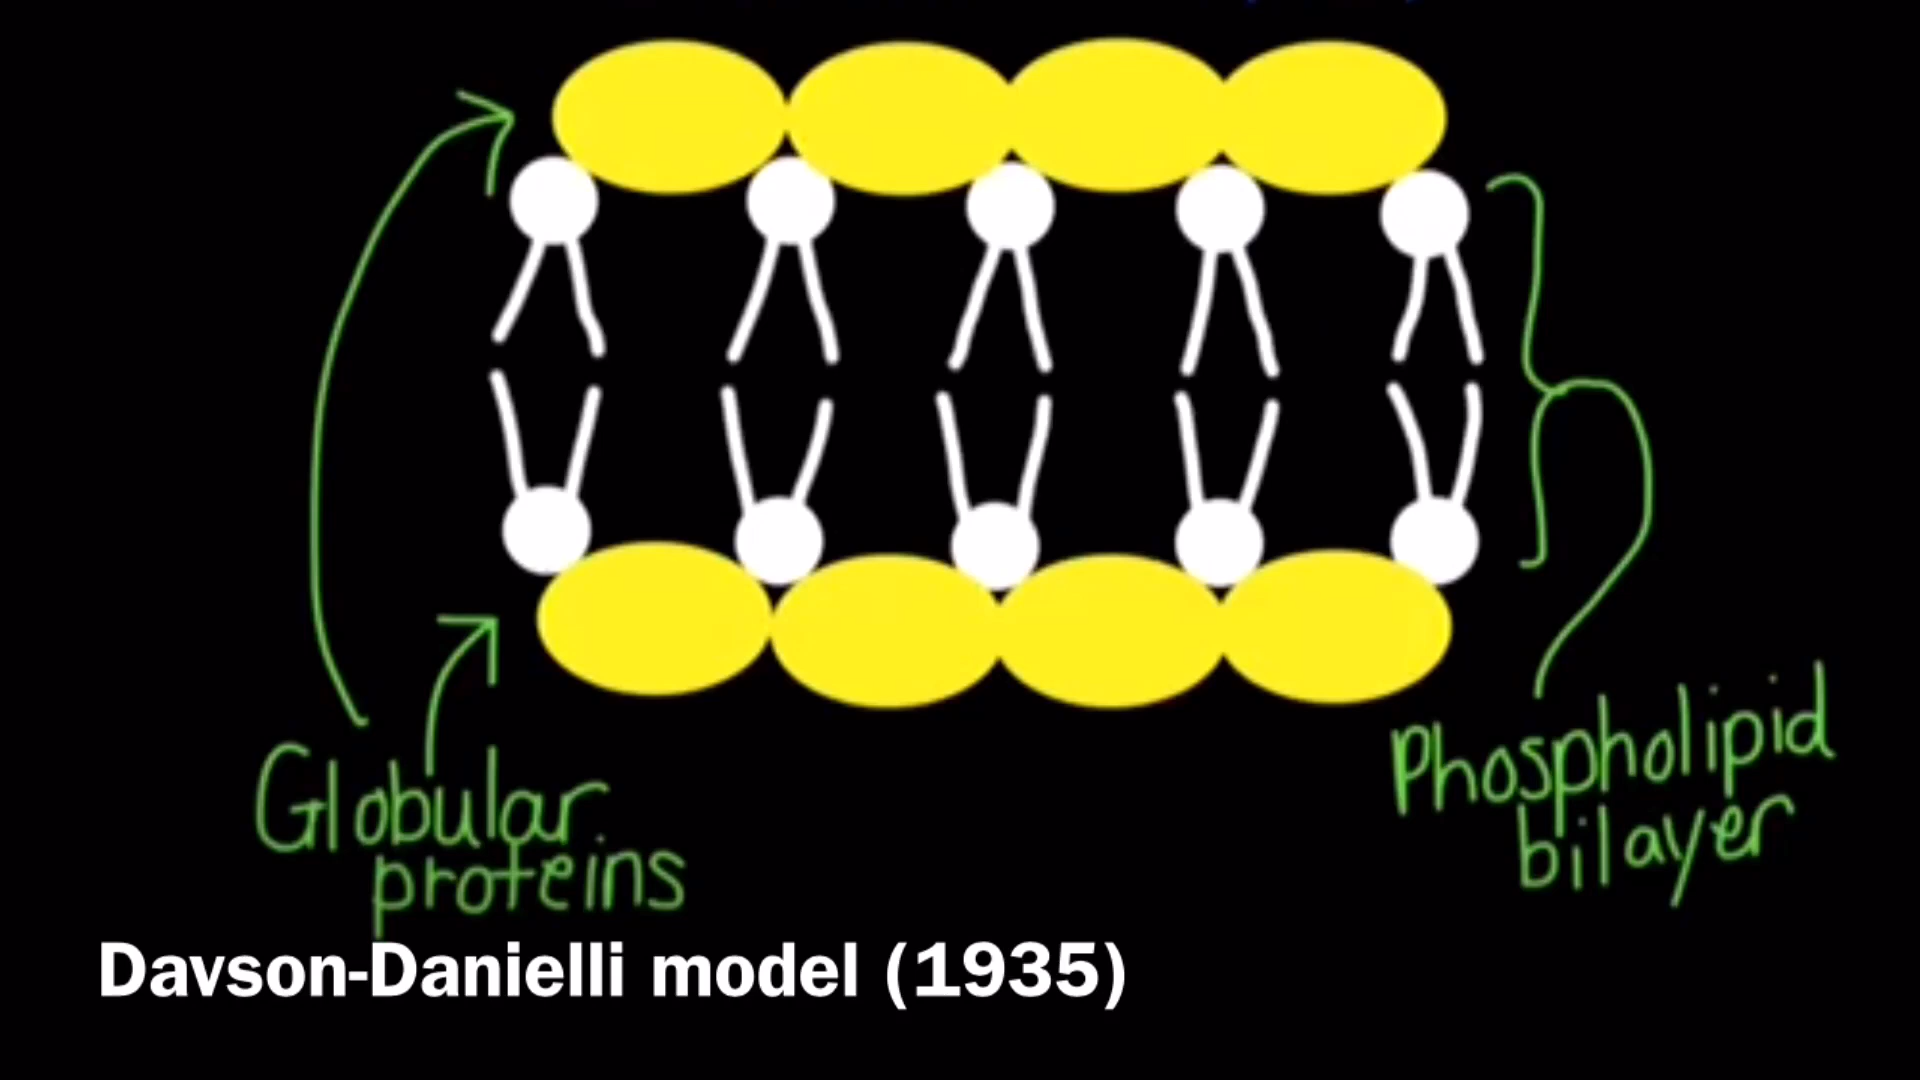 Globular
proteins
Phospholipid
bilayer
Davson-Danielli model (1935)